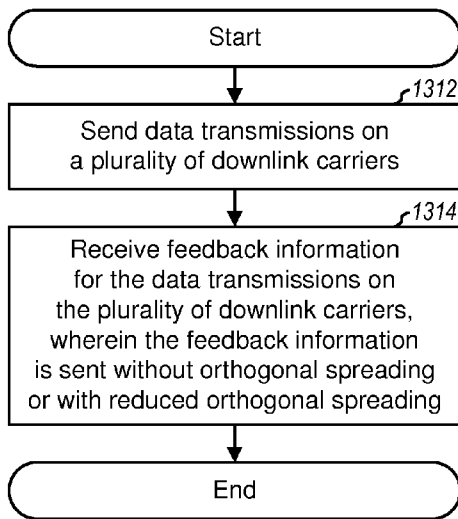 Start
1312
Send data transmissions on
a plurality of downlink carriers
1314
Receive feedback information
for the data transmissions on
the plurality of downlink carriers,
wherein the feedback information
is sent without orthogonal spreading
or with reduced orthogonal spreading
End